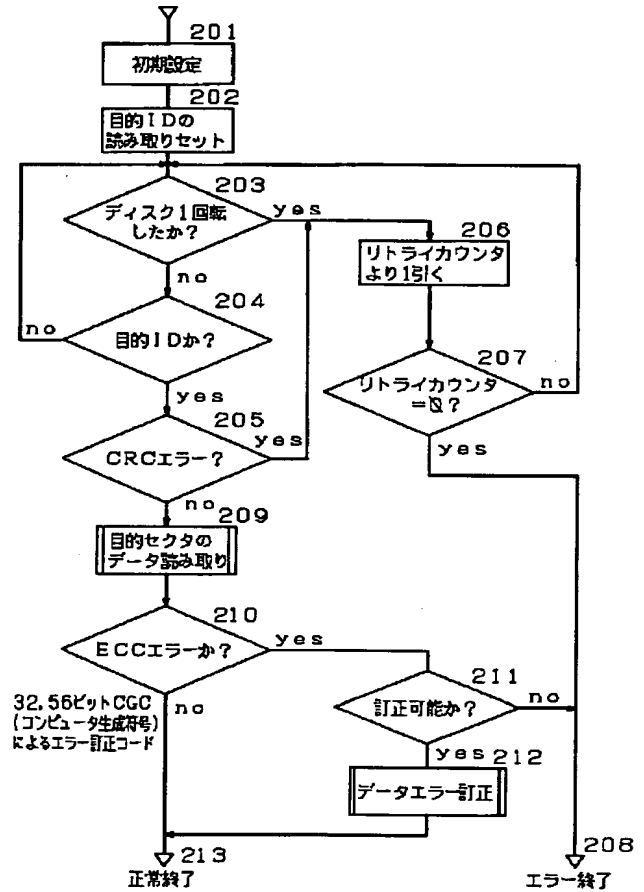 201
初期設定
202
目的IDの
読み取りセット
203
ディスク1回転
したか?
yes
no
204
目的IDか?
no
yes
205
CRCエラー?
yes
no
206
リトライカウンタ
より1引く
207
リトライカウンタ
=0?
no
yes
209
目的セクタの
データ読み取り
210
ECCエラーか?
yes
no
32,56ビットCGC
(コンピュータ生成符号)
によるエラー訂正コード
211
訂正可能か?
no
yes
212
データエラー訂正
213
正常終了
208
エラー終了